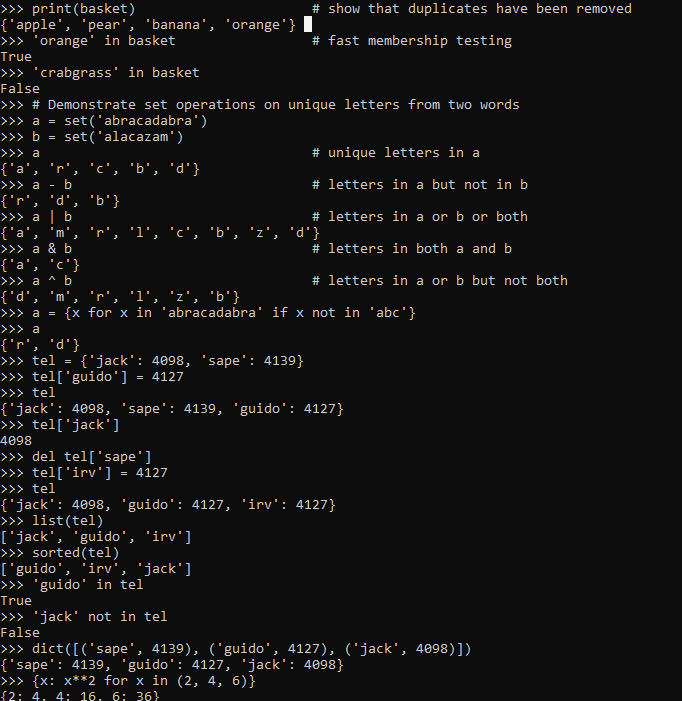 >>> print(basket)                      # show that duplicates have been removed
{'apple', 'pear', 'banana', 'orange'}
>>> 'orange' in basket                 # fast membership testing
True
>>> 'crabgrass' in basket
False
>>> # Demonstrate set operations on unique letters from two words
>>> a = set('abracadabra')
>>> b = set('alacazam')
>>> a                                  # unique letters in a
{'a', 'r', 'c', 'b', 'd'}
>>> a - b                              # letters in a but not in b
{'r', 'd', 'b'}
>>> a | b                              # letters in a or b or both
{'a', 'm', 'r', 'l', 'c', 'b', 'z', 'd'}
>>> a & b                              # letters in both a and b
{'a', 'c'}
>>> a ^ b                              # letters in a or b but not both
{'d', 'm', 'r', 'l', 'z', 'b'}
>>> a = {x for x in 'abracadabra' if x not in 'abc'}
>>> a
{'r', 'd'}
>>> tel = {'jack': 4098, 'sape': 4139}
>>> tel['guido'] = 4127
>>> tel
{'jack': 4098, 'sape': 4139, 'guido': 4127}
>>> tel['jack']
4098
>>> del tel['sape']
>>> tel['irv'] = 4127
>>> tel
{'jack': 4098, 'guido': 4127, 'irv': 4127}
>>> list(tel)
['jack', 'guido', 'irv']
>>> sorted(tel)
['guido', 'irv', 'jack']
>>> 'guido' in tel
True
>>> 'jack' not in tel
False
>>> dict([('sape', 4139), ('guido', 4127), ('jack', 4098)])
{'sape': 4139, 'guido': 4127, 'jack': 4098}
>>> {x: x**2 for x in (2, 4, 6)}
{2: 4, 4: 16, 6: 36}